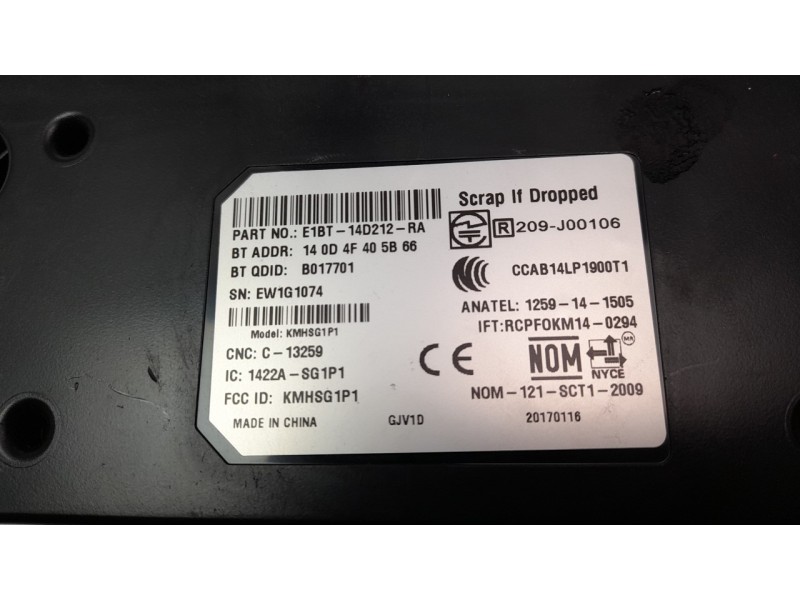 Scrap If Dropped
PART NO.: E1BT-14D212-RA
R 209-J00106
BT ADDR: 14 0D 4F 40 5B 66
BT QDID: B017701
CCAB14LP1900T1
SN: EW1G1074
ANATEL: 1259-14-1505
IFT:RCPFOKM14-0294
Model: KMHSG1P1
CNC: C-13259
CE
NOM
NYCE
MR
IC: 1422A-SG1P1
FCC ID: KMHSG1P1
NOM-121-SCT1-2009
MADE IN CHINA
GJV1D
20170116